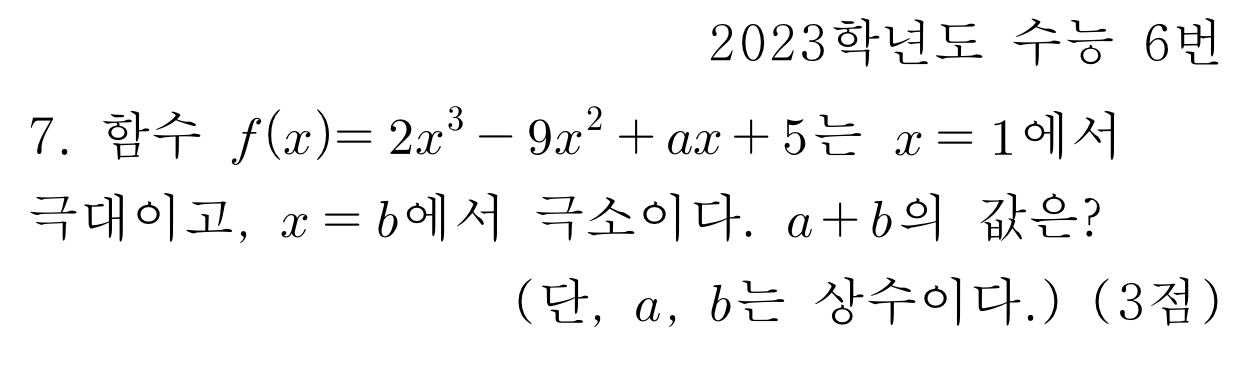 2023학년도 수능 6번
7. 함수 f(x)= 2x³ − 9x² + ax + 5는 x = 1에서
극대이고, x = b에서 극소이다. a+b의 값은?
(단, a, b는 상수이다.) (3점)